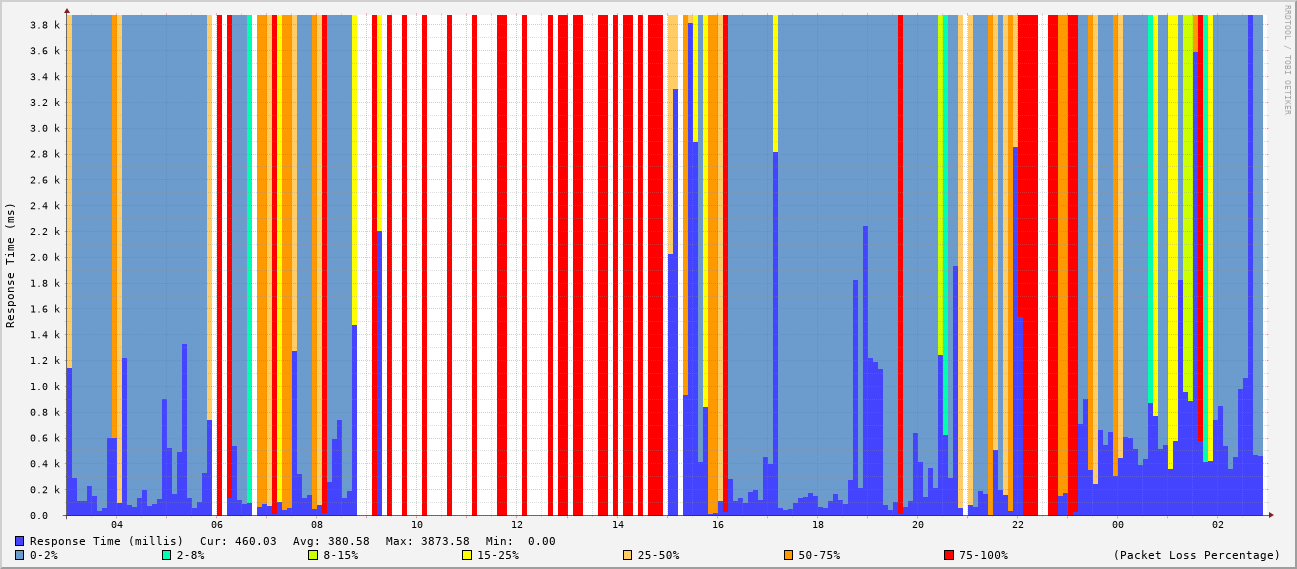 RRDTOOL / TOBI OETIKER
Response Time (ms)
3.8 k
3.6 k
3.4 k
3.2 k
3.0 k
2.8 k
2.6 k
2.4 k
2.2 k
2.0 k
1.8 k
1.6 k
1.4 k
1.2 k
1.0 k
0.8 k
0.6 k
0.4 k
0.2 k
0.0
04 06 08 10 12 14 16 18 20 22 00 02
Response Time (millis) Cur: 460.03 Avg: 380.58 Max: 3873.58 Min: 0.00
0-2% 2-8% 8-15% 15-25% 25-50% 50-75% 75-100% (Packet Loss Percentage)